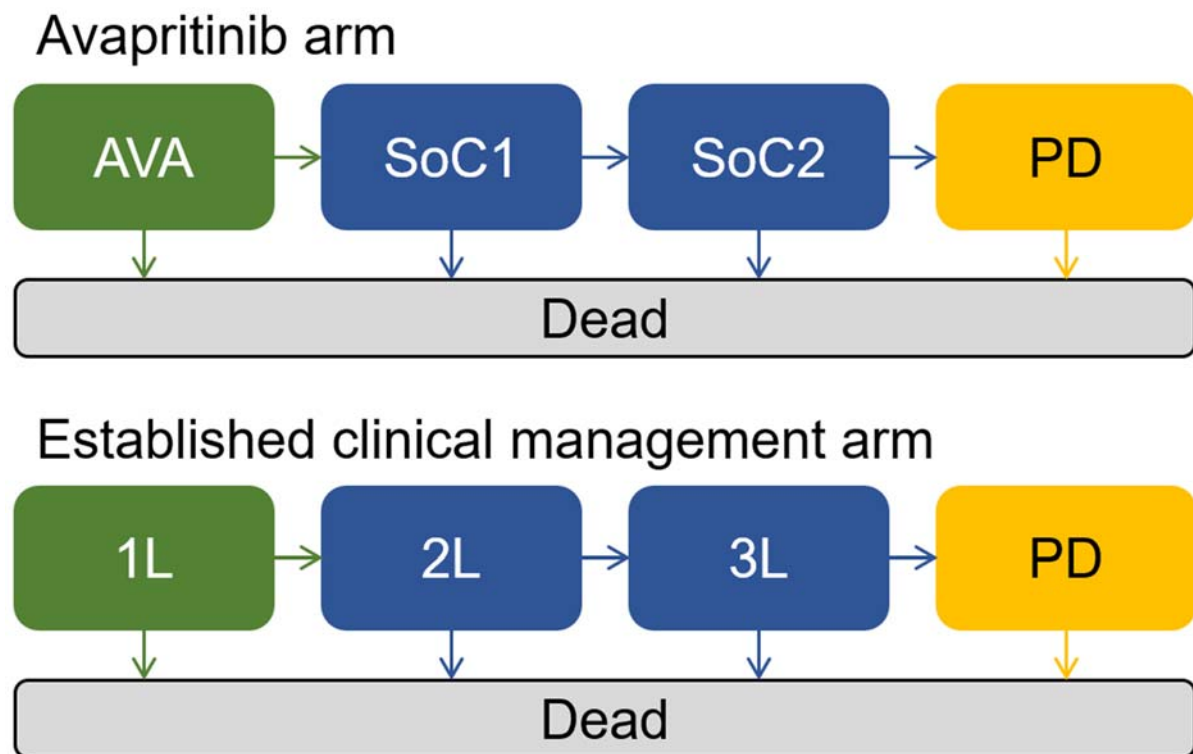 Avapritinib arm
AVA SoC1 SoC2 PD
Dead
Established clinical management arm
1L 2L 3L PD
Dead